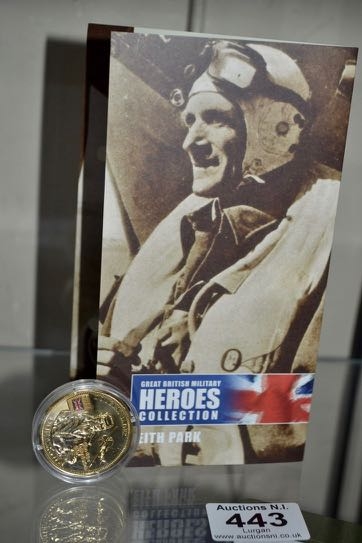 GREAT BRITISH MILITARY
HEROES
COLLECTION
EITH PARK
Auctions N.I.
443
Lurgan
www.auctionsni.co.uk